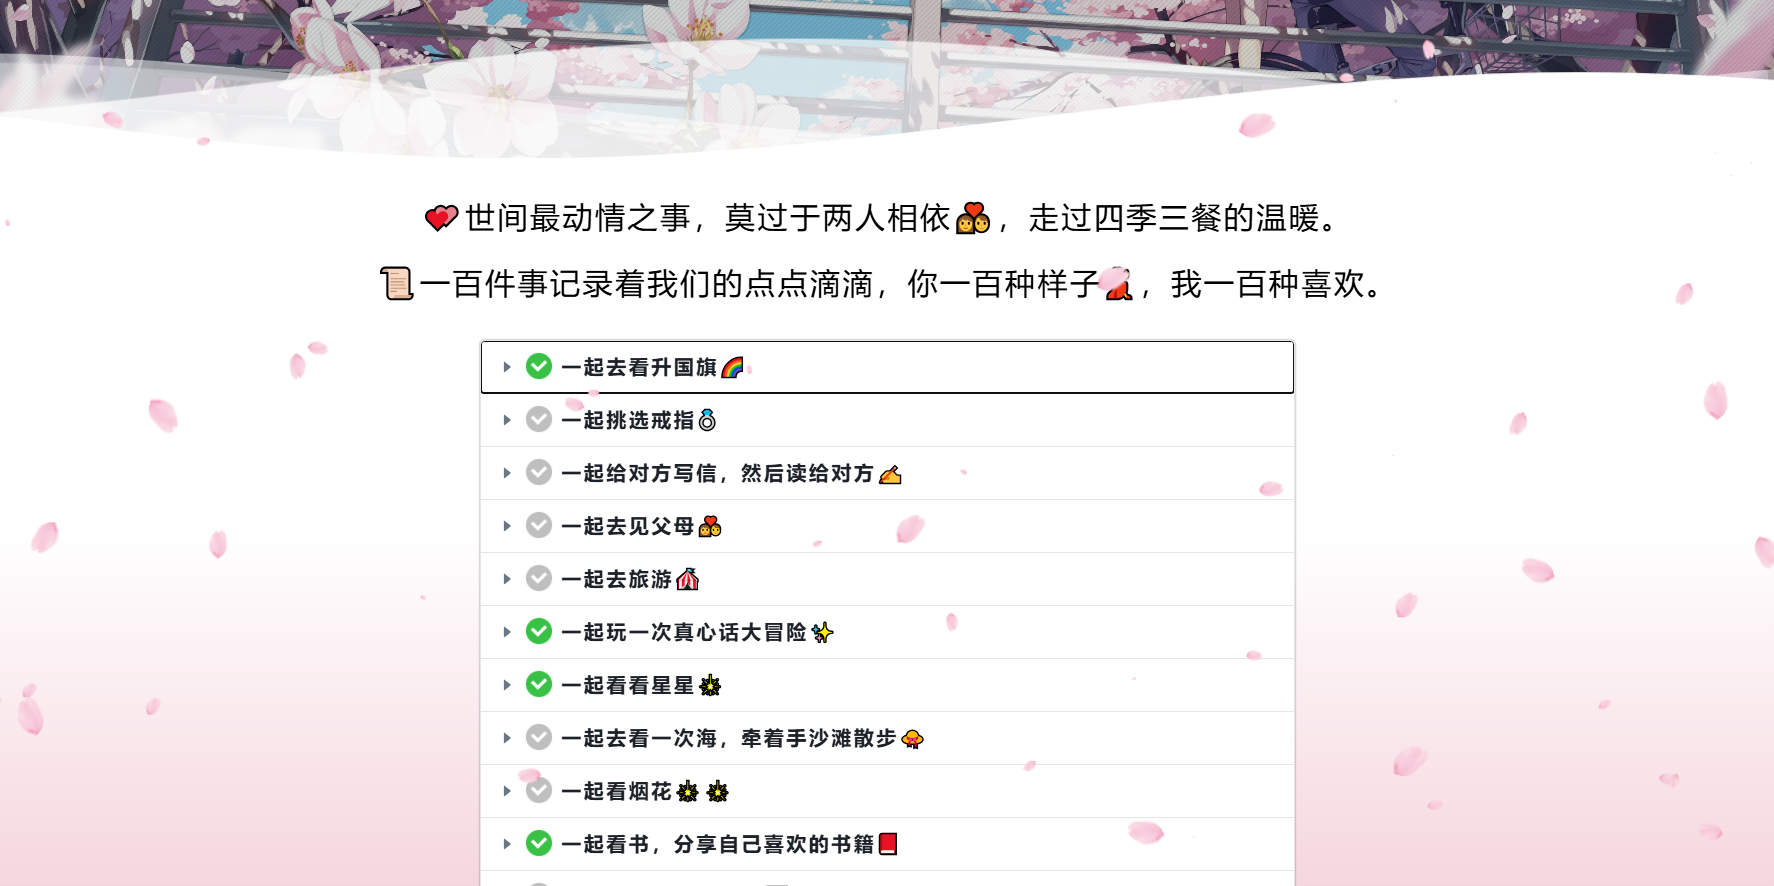 💕世间最动情之事，莫过于两人相依💑，走过四季三餐的温暖。
📜一百件事记录着我们的点点滴滴，你一百种样子💃，我一百种喜欢。
一起去看升国旗🌈
一起挑选戒指💍
一起给对方写信，然后读给对方✍
一起去见父母💑
一起去旅游🎪
一起玩一次真心话大冒险✨
一起看看星星
一起去看一次海，牵着手沙滩散步
一起看烟花
一起看书，分享自己喜欢的书籍📕